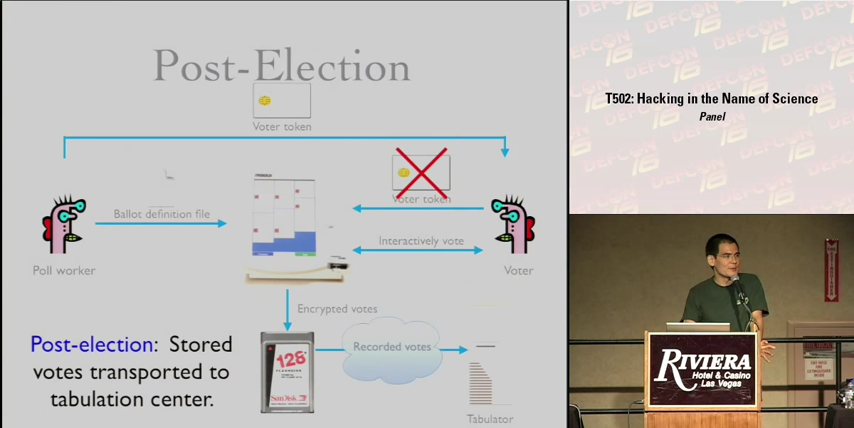 Post-Election
Voter token
Voter token
Ballot definition file
Interactively vote
Poll worker
Voter
Encrypted votes
Recorded votes
128
SanDisk
Post-election: Stored
votes transported to
tabulation center.
Tabulator
DEFCON
16
T502: Hacking in the Name of Science
Panel
RIVIERA
Hotel & Casino
Las Vegas